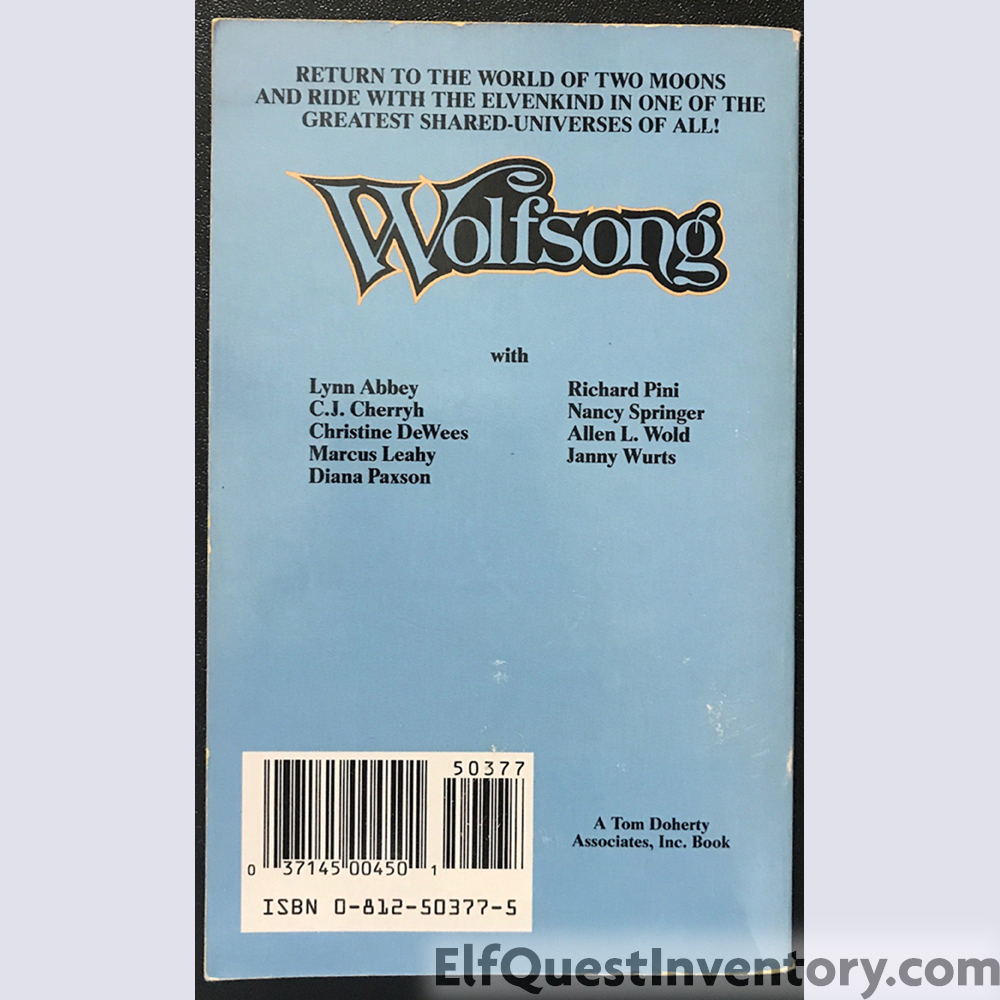 RETURN TO THE WORLD OF TWO MOONS
AND RIDE WITH THE ELVENKIND IN ONE OF THE
GREATEST SHARED-UNIVERSES OF ALL!
Wolfsong
with
Lynn Abbey
C.J. Cherryh
Christine DeWees
Marcus Leahy
Diana Paxson
Richard Pini
Nancy Springer
Allen L. Wold
Janny Wurts
50377
0 37145 00450 1
ISBN 0-812-50377-5
A Tom Doherty
Associates, Inc. Book
ElfQuestInventory.com